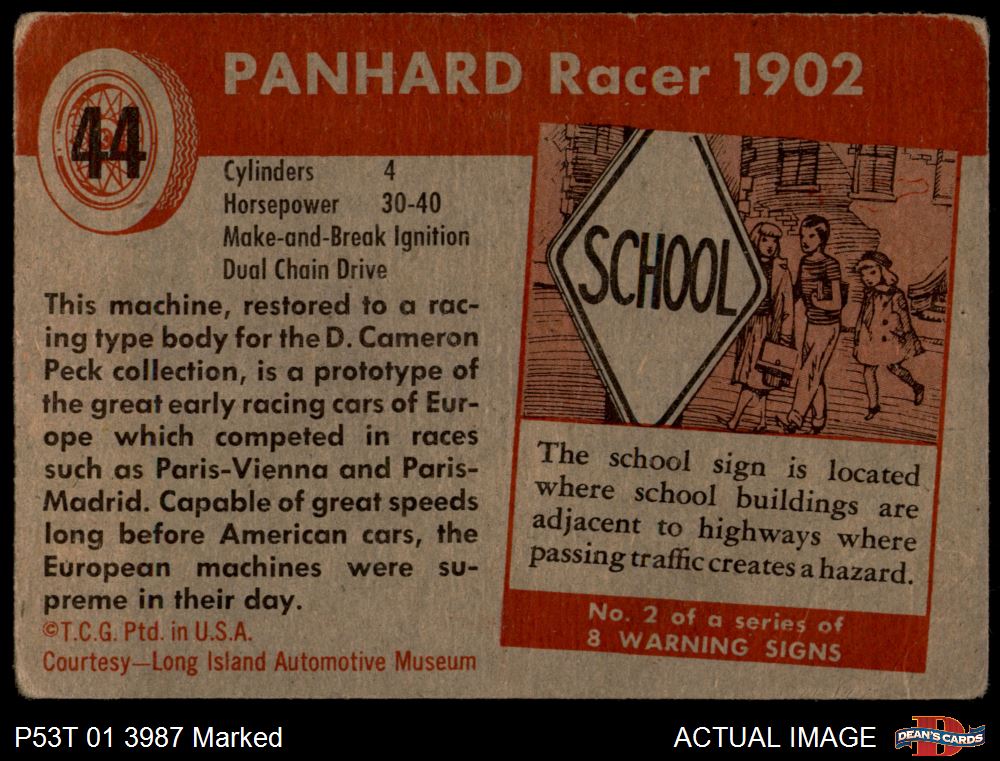 44
PANHARD Racer 1902
Cylinders 4
Horsepower 30-40
Make-and-Break Ignition
Dual Chain Drive
This machine, restored to a rac-
ing type body for the D. Cameron
Peck collection, is a prototype of
the great early racing cars of Eur-
ope which competed in races
such as Paris-Vienna and Paris-
Madrid. Capable of great speeds
long before American cars, the
European machines were su-
preme in their day.
©T.C.G. Ptd. in U.S.A.
Courtesy—Long Island Automotive Museum
SCHOOL
The school sign is located
where school buildings are
adjacent to highways where
passing traffic creates a hazard.
No. 2 of a series of
8 WARNING SIGNS
P53T 01 3987 Marked
ACTUAL IMAGE
DEAN'S CARDS